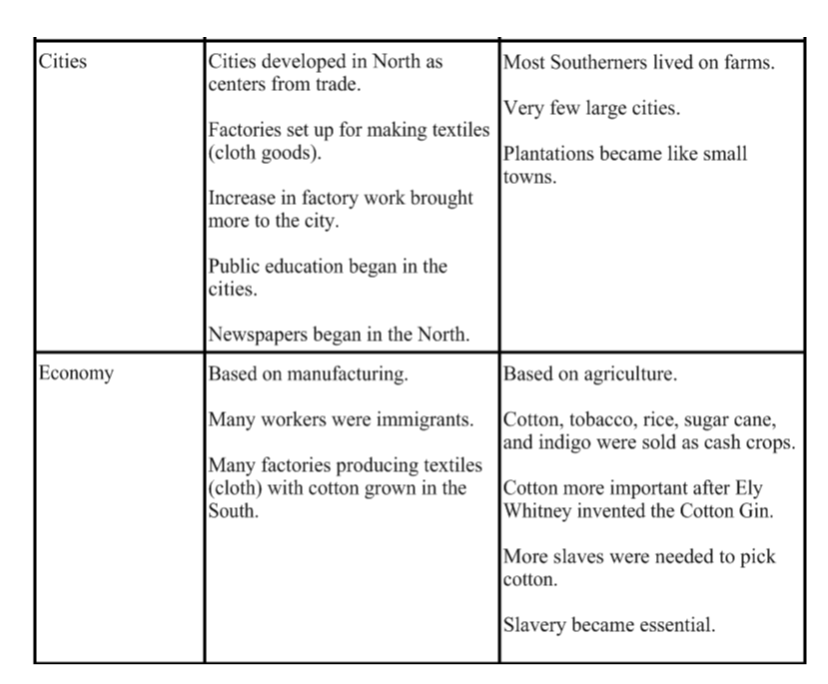 Cities
Cities developed in North as
centers from trade.
Factories set up for making textiles
(cloth goods).
Increase in factory work brought
more to the city.
Public education began in the
cities.
Newspapers began in the North.
Most Southerners lived on farms.
Very few large cities.
Plantations became like small
towns.
Economy
Based on manufacturing.
Many workers were immigrants.
Many factories producing textiles
(cloth) with cotton grown in the
South.
Based on agriculture.
Cotton, tobacco, rice, sugar cane,
and indigo were sold as cash crops.
Cotton more important after Ely
Whitney invented the Cotton Gin.
More slaves were needed to pick
cotton.
Slavery became essential.